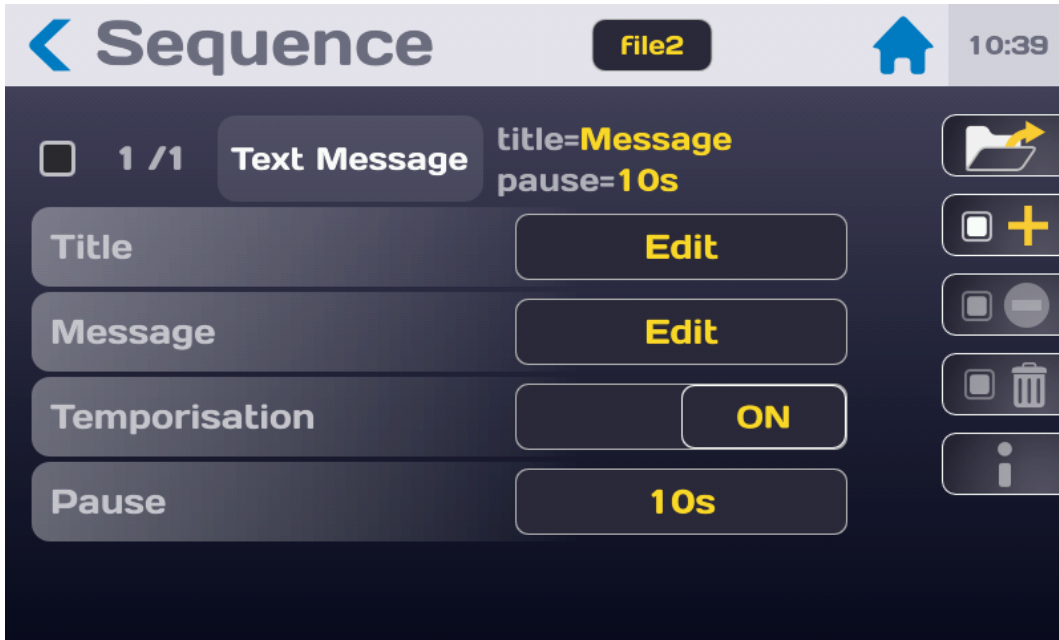 Sequence
file2
10:39
1 /1
Text Message
title=Message
pause=10s
Title
Edit
Message
Edit
Temporisation
ON
Pause
10s